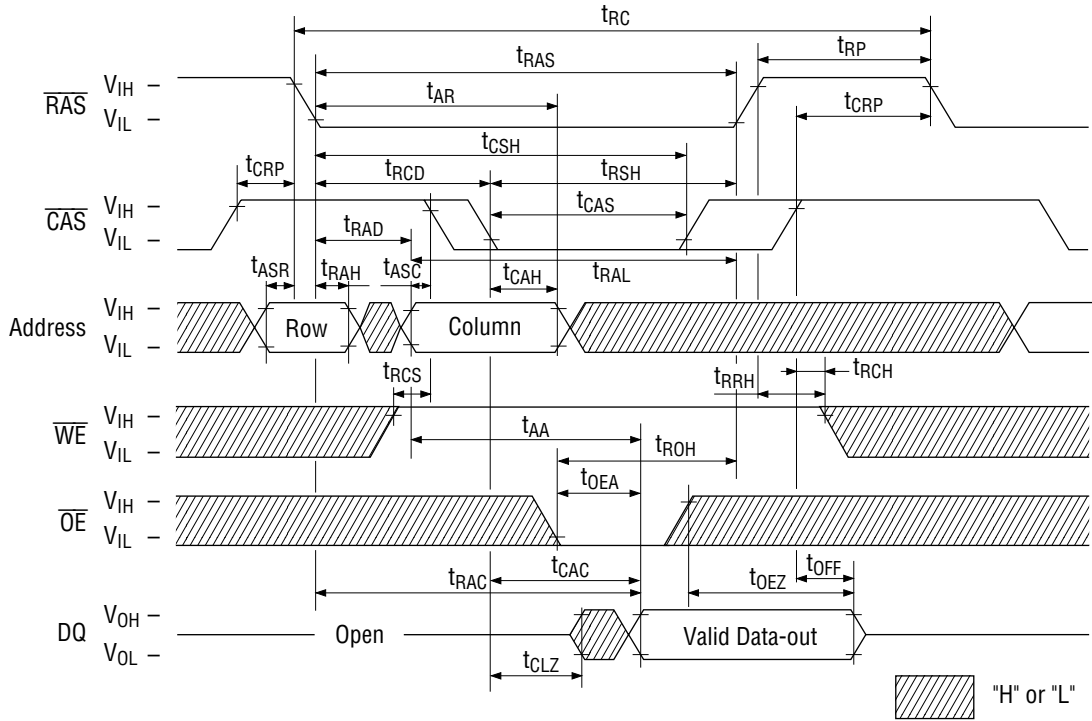 tRC
tRP
tRAS
VIH
RAS
VIL
tAR
tCRP
tCSH
tCRP
tRCD
tRSH
VIH
CAS
VIL
tCAS
tRAD
tRAL
tASR
tRAH
tASC
tCAH
VIH
Address
VIL
Row
Column
tRCS
tRRH
tRCH
VIH
WE
VIL
tAA
tROH
tOEA
VIH
OE
VIL
tCAC
tOFF
tRAC
tOEZ
VOH
DQ
VOL
Open
Valid Data-out
tCLZ
"H" or "L"